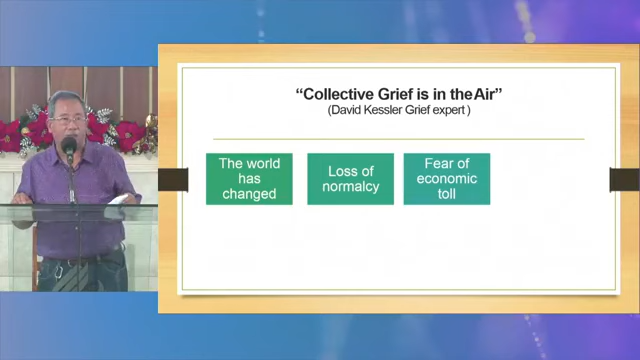 “Collective Grief is in the Air”
(David Kessler Grief expert )
The world
has
changed
Loss of
normalcy
Fear of
economic
toll